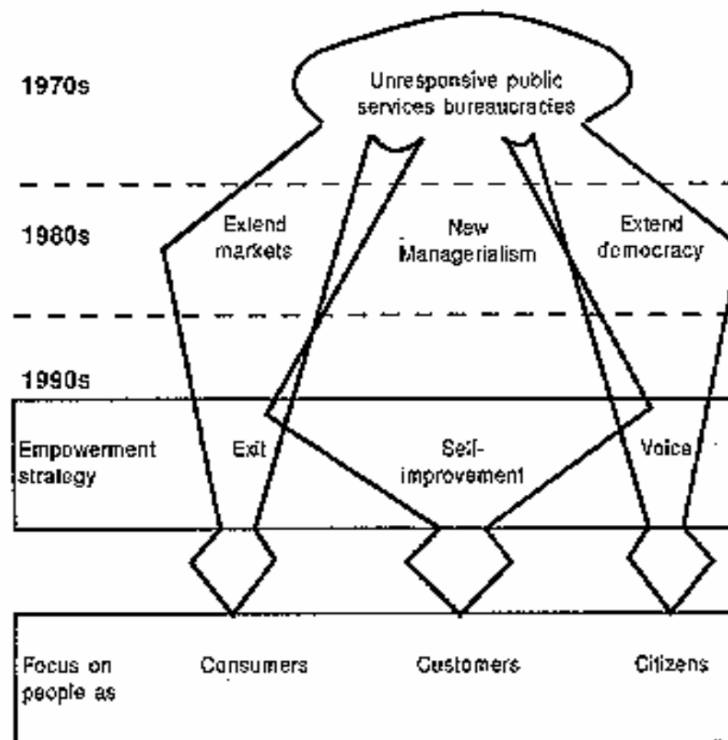 1970s
Unresponsive public
services bureaucracies
1980s
Extend
markets
New
Managerialism
Extend
democracy
1990s
Empowerment
strategy
Exit
Self-
improvement
Voice
Focus on
people as
Consumers
Customers
Citizens